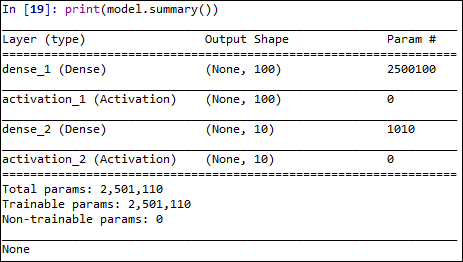 In [19]: print(model.summary())
Layer (type) Output Shape Param #
dense_1 (Dense) (None, 100) 2500100
activation_1 (Activation) (None, 100) 0
dense_2 (Dense) (None, 10) 1010
activation_2 (Activation) (None, 10) 0
Total params: 2,501,110
Trainable params: 2,501,110
Non-trainable params: 0
None